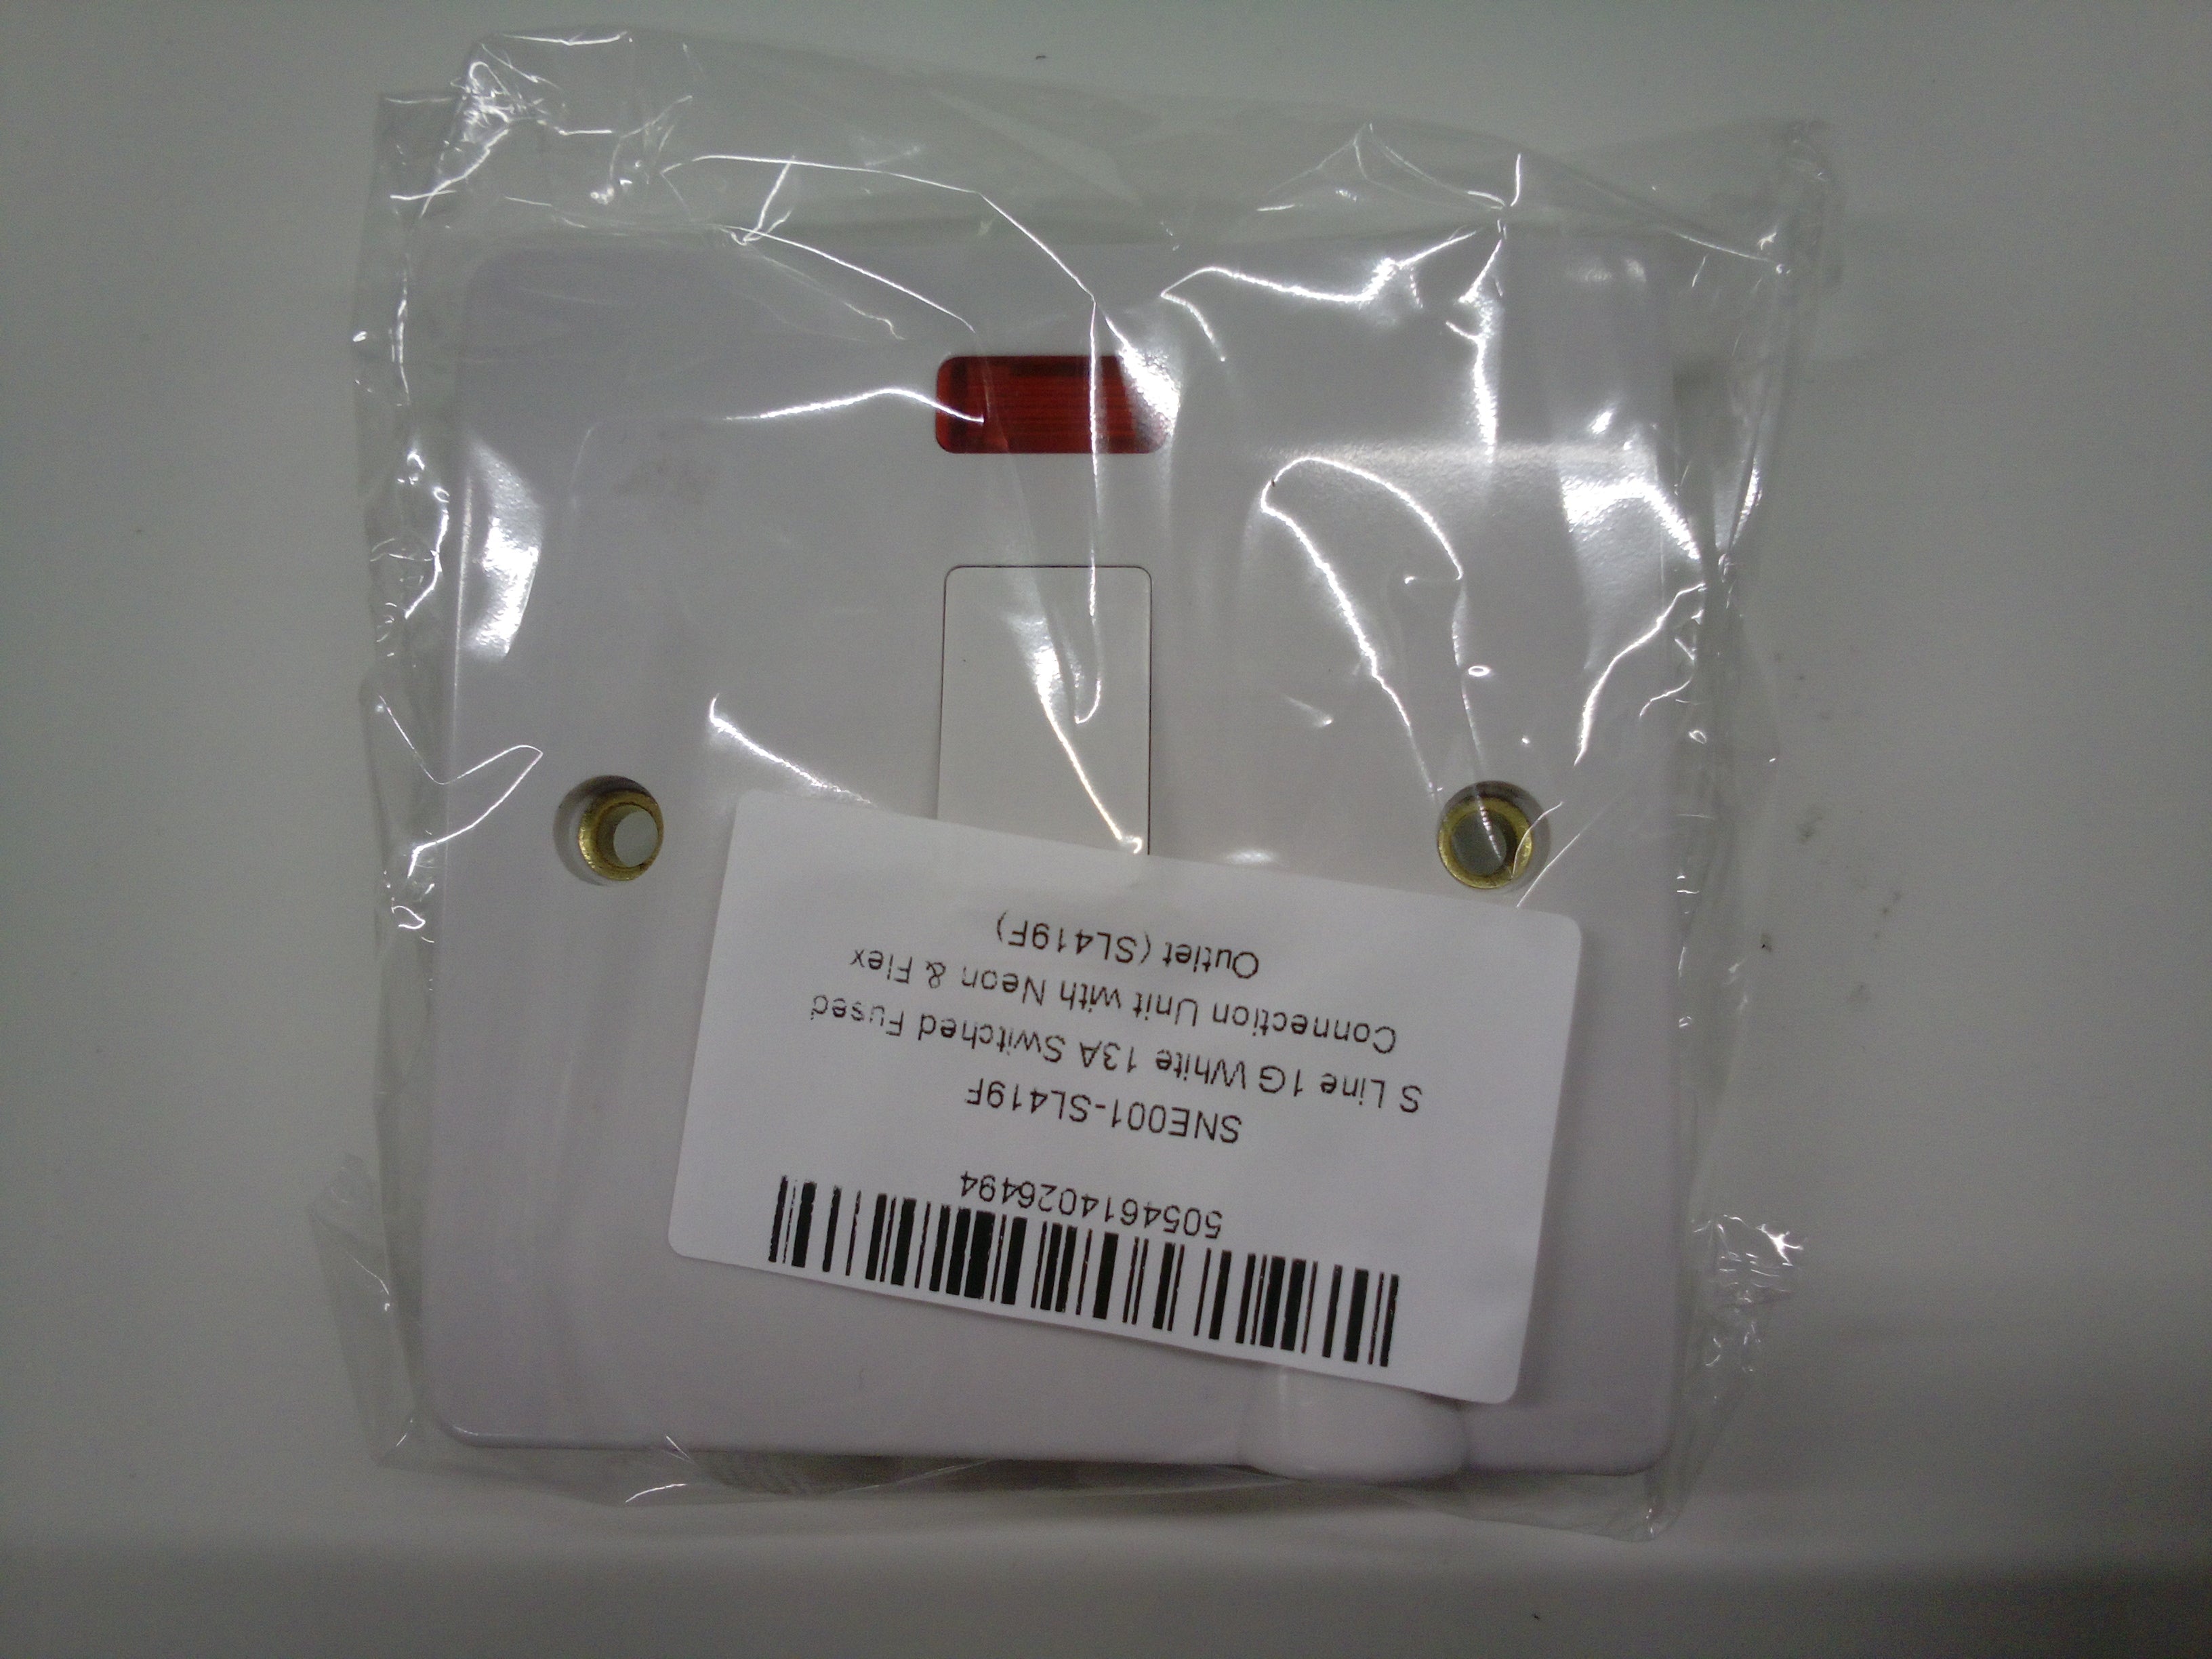 5054614026494
SNE001-SL419F
S Line 1G White 13A Switched Fused
Connection Unit with Neon & Flex
Outlet (SL419F)